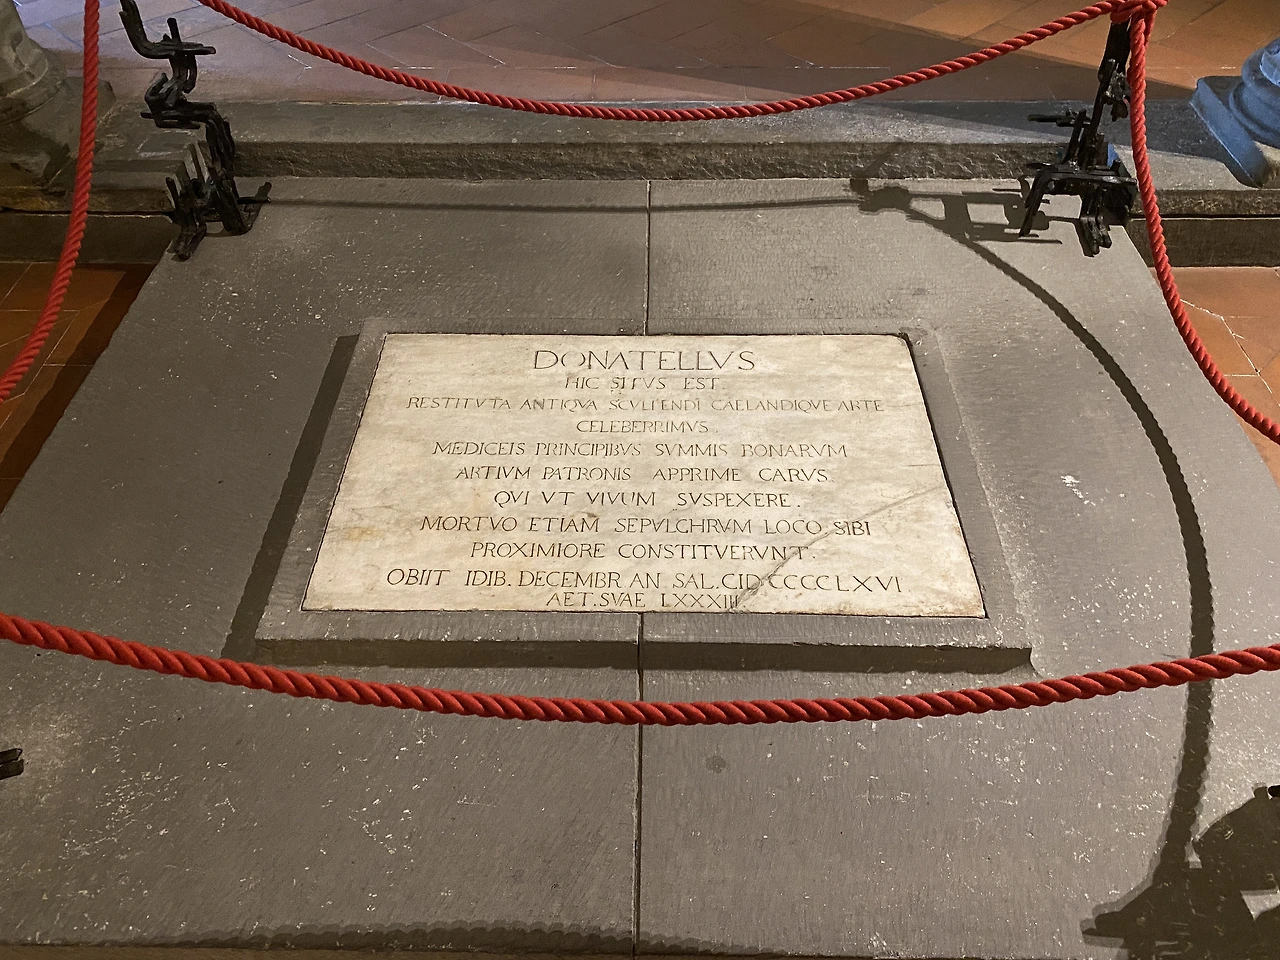 DONATELLVS
HIC SITVS EST
RESTITVTA ANTIQVA SCVLPENDI CAELANDIQVE ARTE
CELEBERRIMVS.
MEDICEIS PRINCIPIBVS SVMMIS BONARVM
ARTIVM PATRONIS APPRIME CARVS.
QVI VT VIVUM SVSPEXERE.
MORTVO ETIAM SEPVLCHRVM LOCO SIBI
PROXIMIORE CONSTITVERVNT.
OBIIT IDIB. DECEMBR AN SAL. CIƆ CCCCLXVI
AET. SVAE LXXXIII